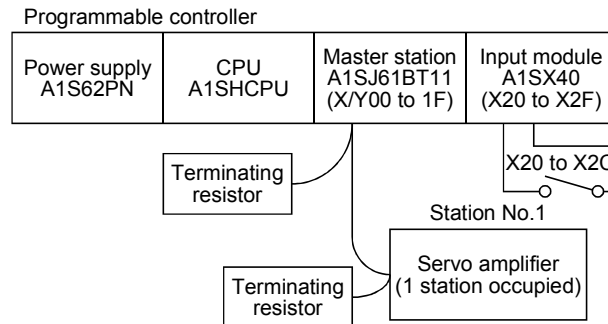 Programmable controller
Power supply
A1S62PN
CPU
A1SHCPU
Master station
A1SJ61BT11
(X/Y00 to 1F)
Input module
A1SX40
(X20 to X2F)
Terminating
resistor
X20 to
Station No.1
Servo amplifier
(1 station occupied)
Terminating
resistor